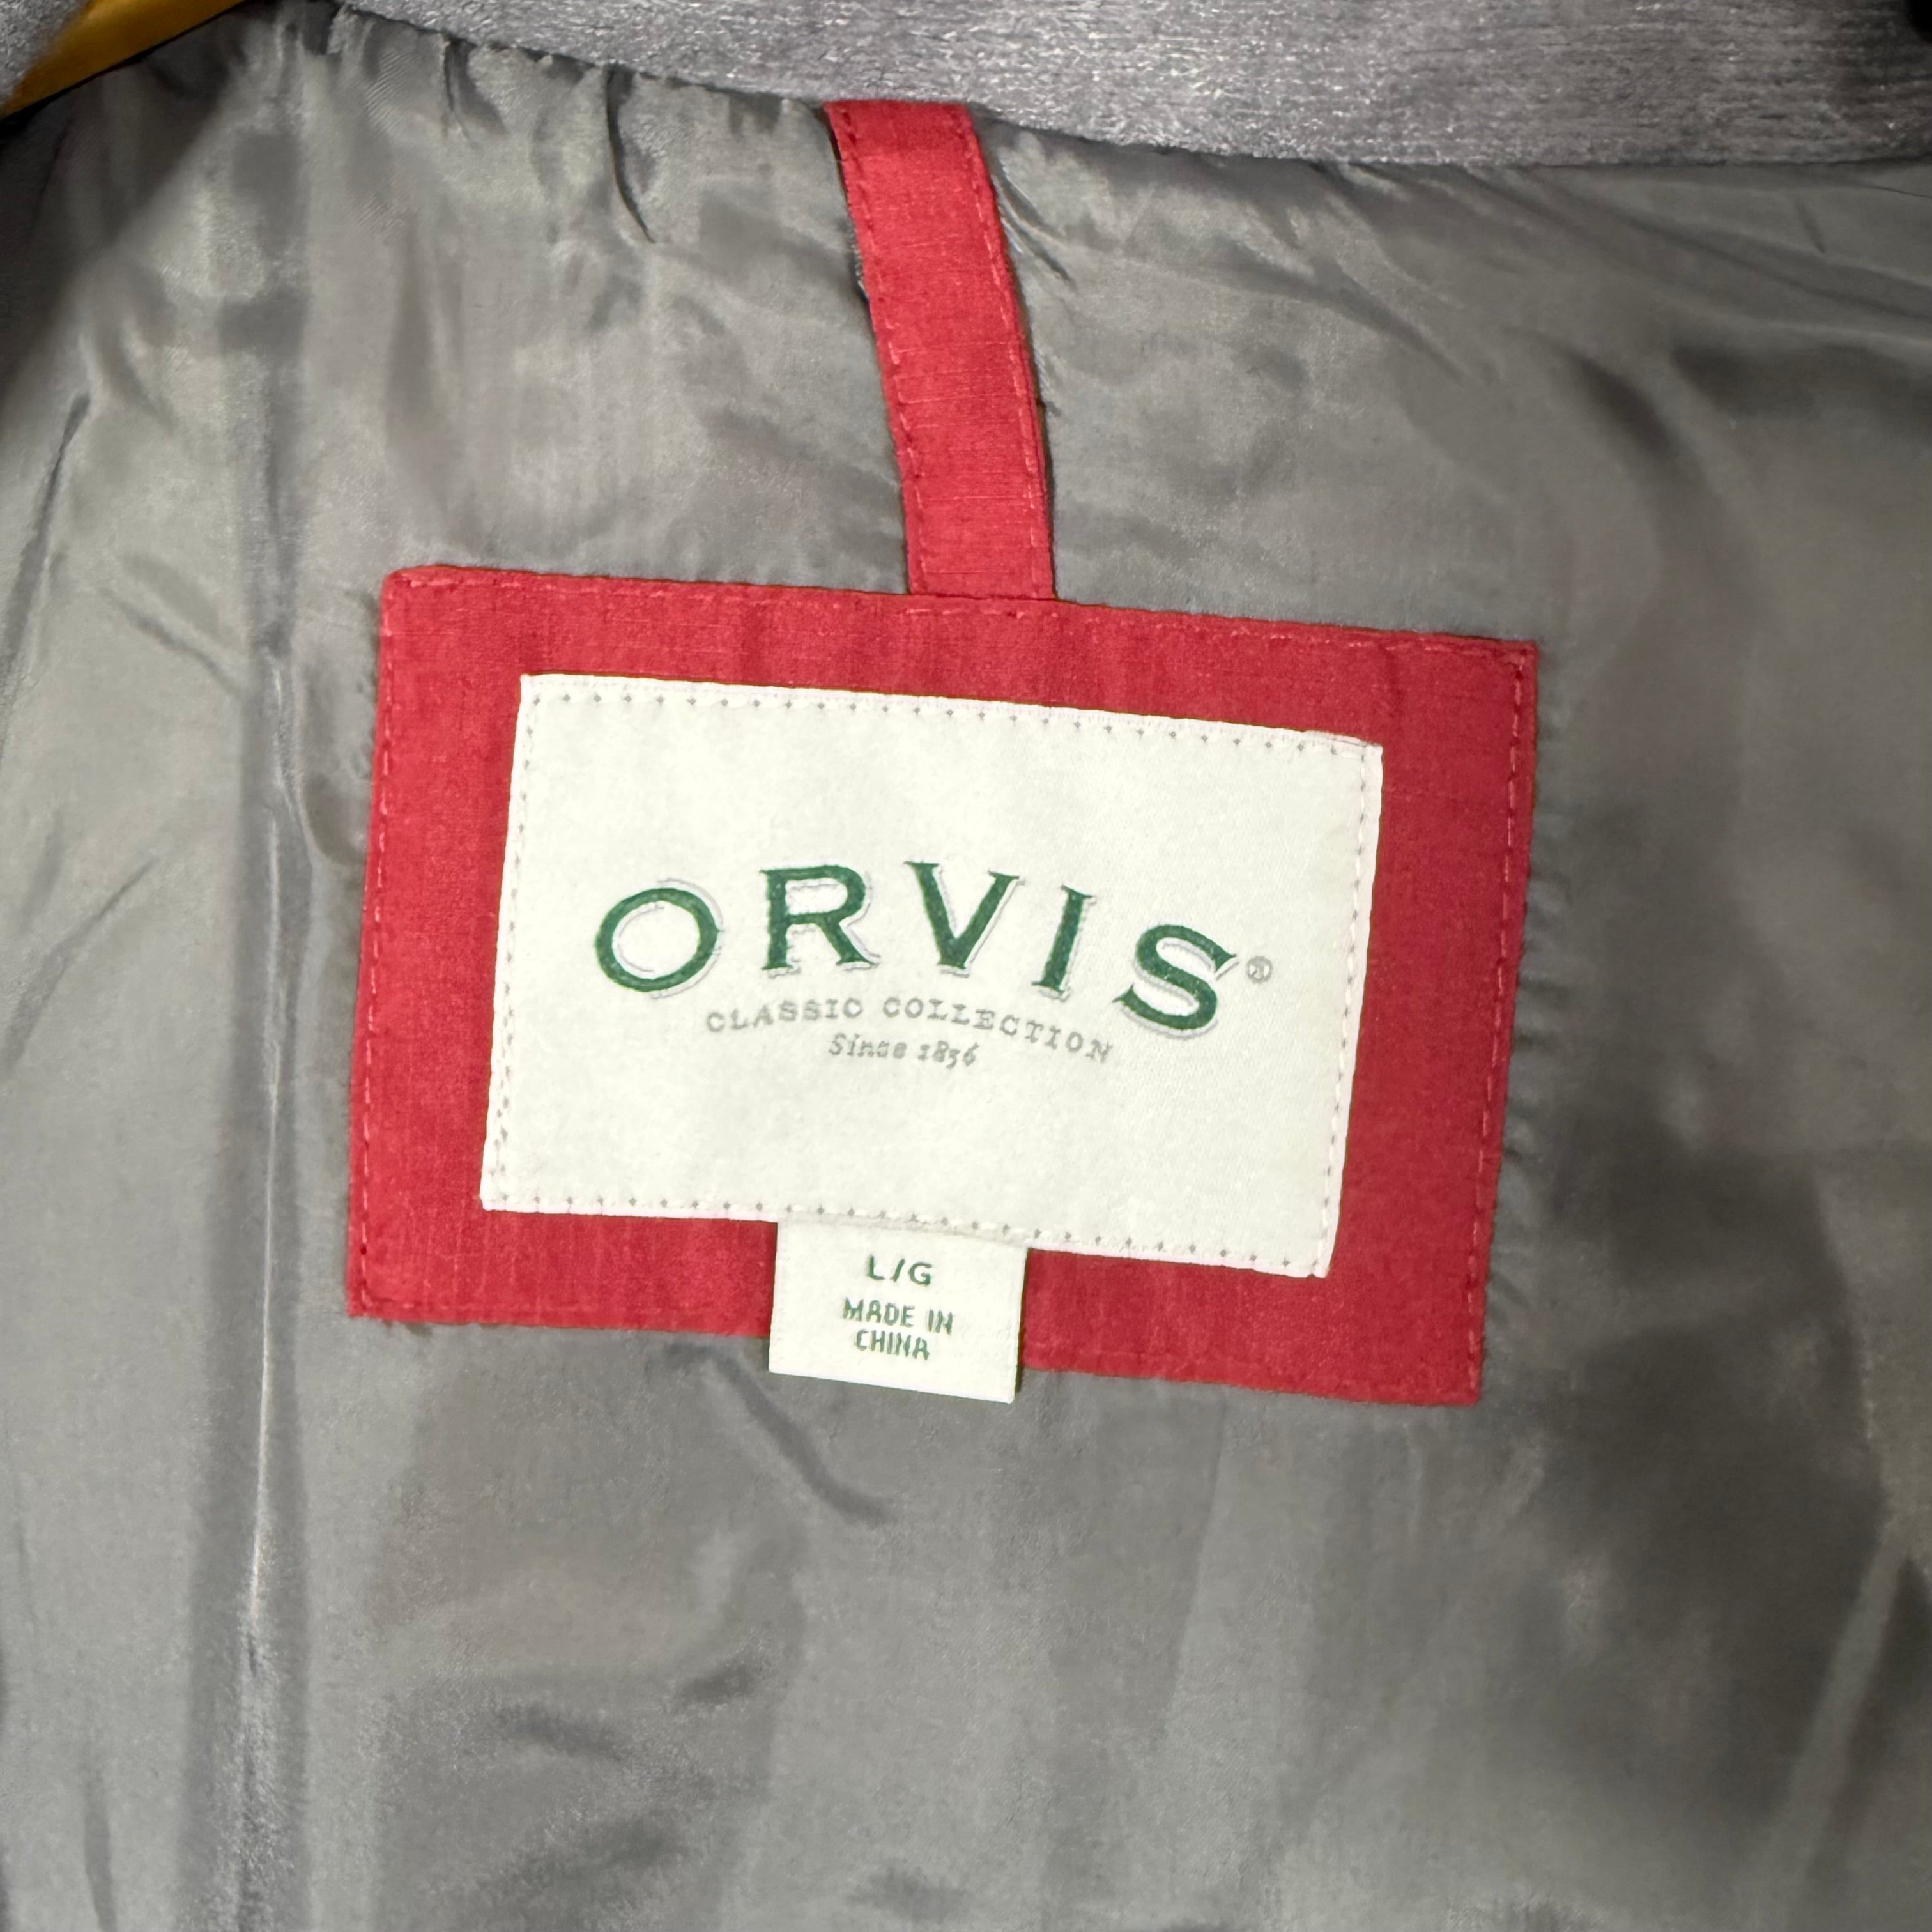 ORVIS®
CLASSIC COLLECTION
Since 1856
L/G
MADE IN
CHINA